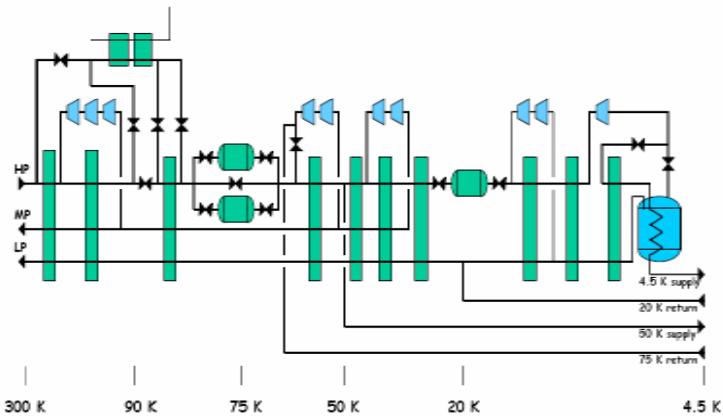 HP
MP
LP
4.5 K supply
20 K return
50 K supply
75 K return
300 K
90 K
75 K
50 K
20 K
4.5 K